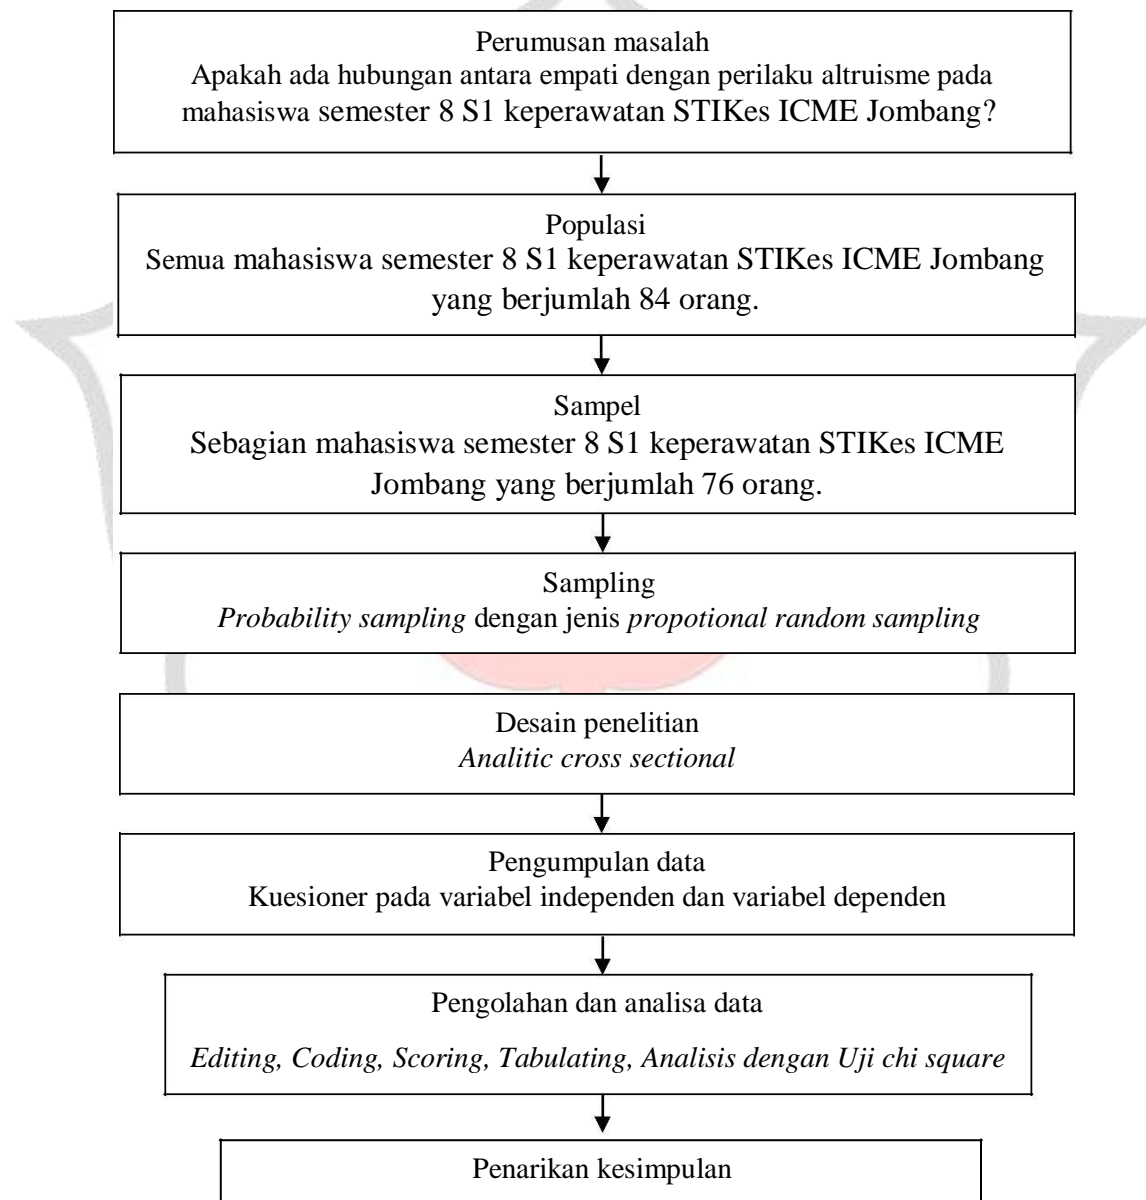 Perumusan masalah
Apakah ada hubungan antara empati dengan perilaku altruisme pada
mahasiswa semester 8 S1 keperawatan STIKes ICME Jombang?
Populasi
Semua mahasiswa semester 8 S1 keperawatan STIKes ICME Jombang
yang berjumlah 84 orang.
Sampel
Sebagian mahasiswa semester 8 S1 keperawatan STIKes ICME
Jombang yang berjumlah 76 orang.
Sampling
Probability sampling dengan jenis propotional random sampling
Desain penelitian
Analitic cross sectional
Pengumpulan data
Kuesioner pada variabel independen dan variabel dependen
Pengolahan dan analisa data
Editing, Coding, Scoring, Tabulating, Analisis dengan Uji chi square
Penarikan kesimpulan